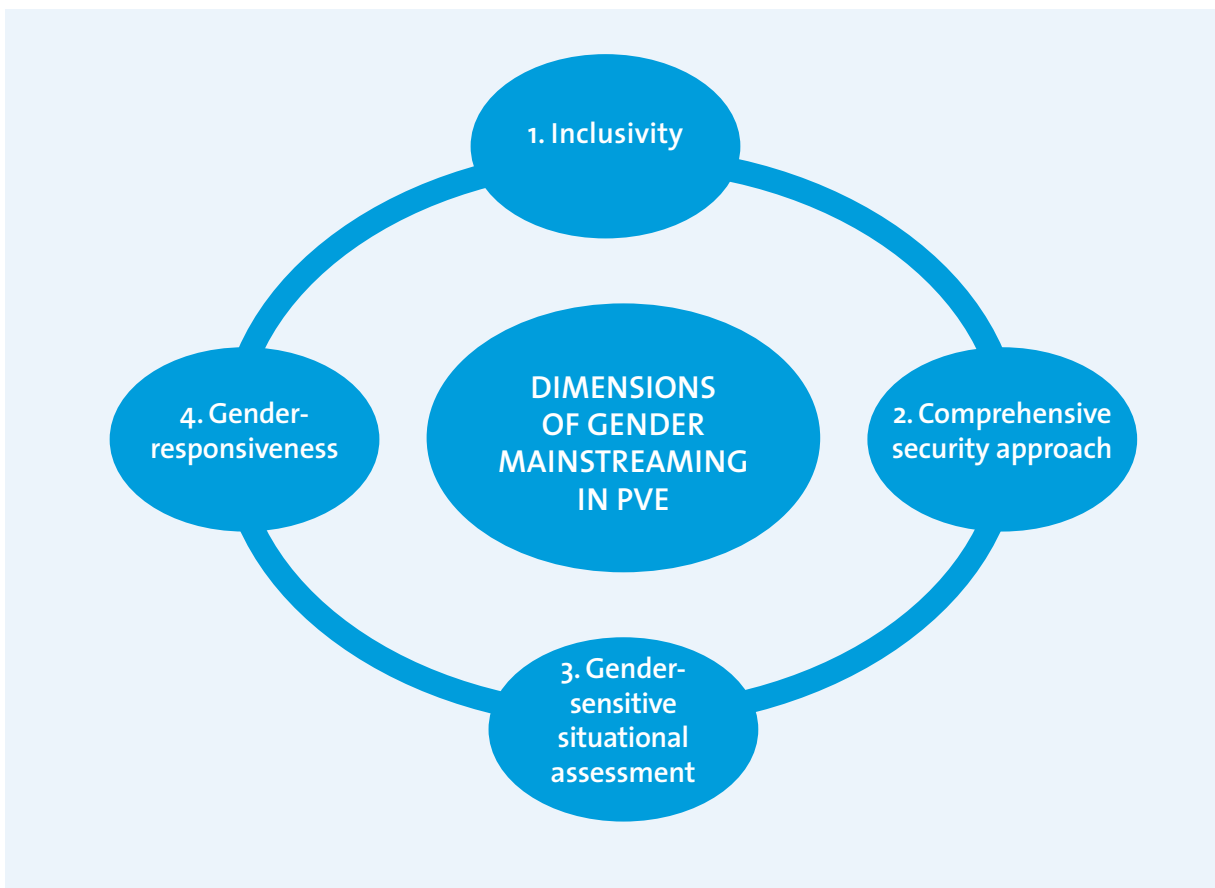 1. Inclusivity
DIMENSIONS
OF GENDER
MAINSTREAMING
IN PVE
4. Gender-
responsiveness
2. Comprehensive
security approach
3. Gender-
sensitive
situational
assessment